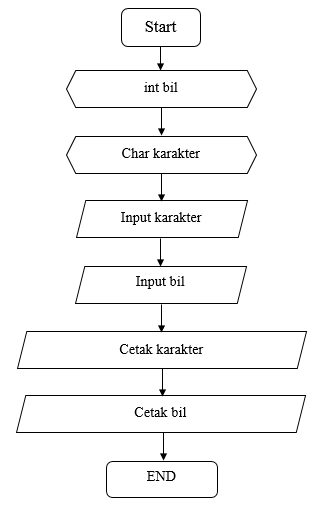 Start
int bil
Char karakter
Input karakter
Input bil
Cetak karakter
Cetak bil
END